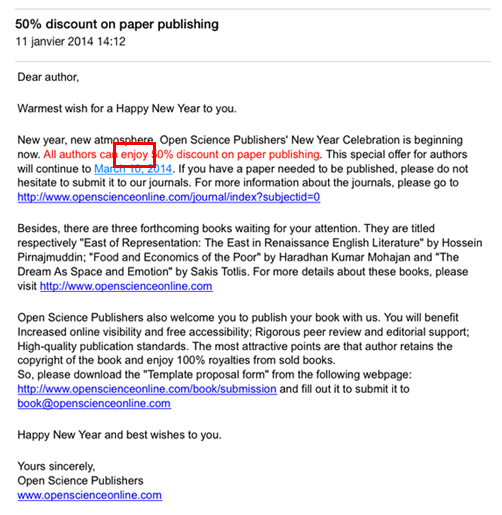 50% discount on paper publishing
11 janvier 2014 14:12
Dear author,
Warmest wish for a Happy New Year to you.
New year, new atmosphere. Open Science Publishers' New Year Celebration is beginning
now. All authors can enjoy 50% discount on paper publishing. This special offer for authors
will continue to March 10, 2014. If you have a paper needed to be published, please do not
hesitate to submit it to our journals. For more information about the journals, please go to
http://www.openscienceonline.com/journal/index?subjectid=0
Besides, there are three forthcoming books waiting for your attention. They are titled
respectively "East of Representation: The East in Renaissance English Literature" by Hossein
Pirnajmuddin; "Food and Economics of the Poor" by Haradhan Kumar Mohajan and "The
Dream As Space and Emotion" by Sakis Totlis. For more details about these books, please
visit http://www.openscienceonline.com
Open Science Publishers also welcome you to publish your book with us. You will benefit
Increased online visibility and free accessibility; Rigorous peer review and editorial support;
High-quality publication standards. The most attractive points are that author retains the
copyright of the book and enjoy 100% royalties from sold books.
So, please download the "Template proposal form" from the following webpage:
http://www.openscienceonline.com/book/submission and fill out it to submit it to
book@openscienceonline.com
Happy New Year and best wishes to you.
Yours sincerely,
Open Science Publishers
www.openscienceonline.com